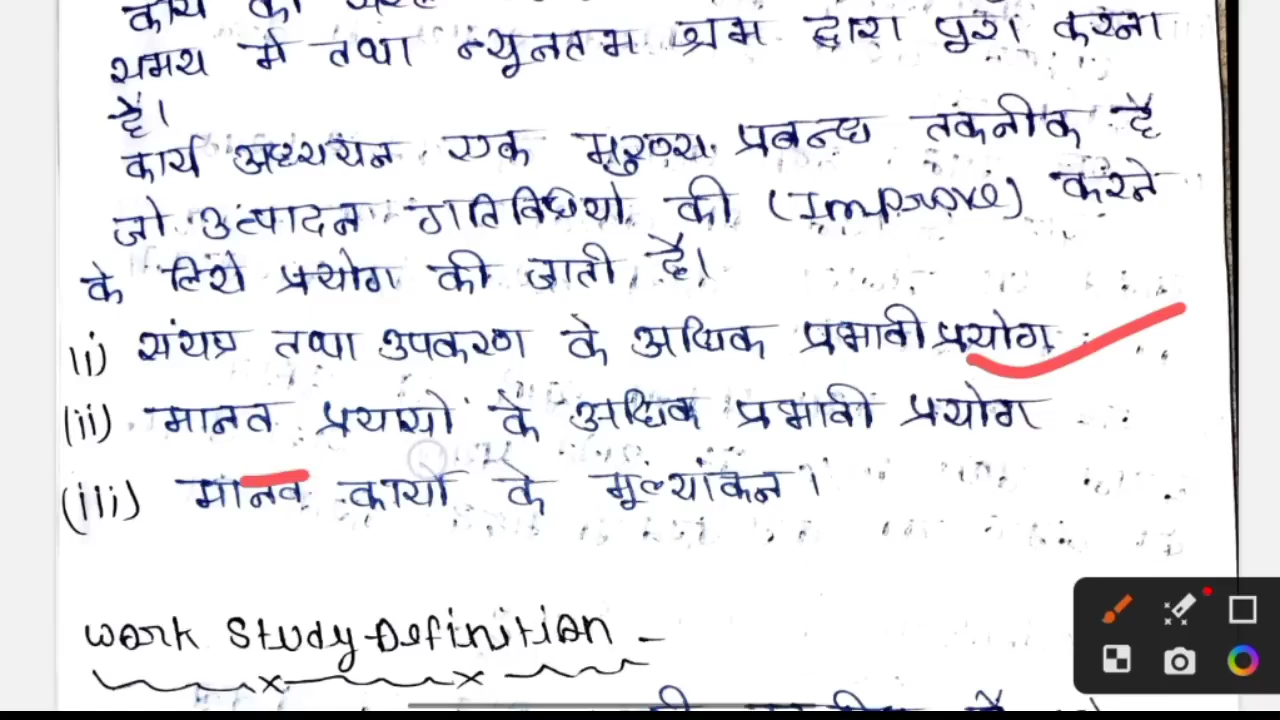 कार्य को
समय मे तथा न्यूनतम श्रम द्वारा पूरा करना
है।
कार्य अध्ययन एक मुख्य प्रबन्ध तकनीक है
जो उत्पादन गतिविधियो की (Improve) करने
के लिये प्रयोग की जाती है।
(i) संयंत्र तथा उपकरण के अधिक प्रभावी प्रयोग
(ii) मानव प्रयासो के अधिक प्रभावी प्रयोग
(iii) मानव कार्यो के मूल्यांकन।
Work Study-Definition -